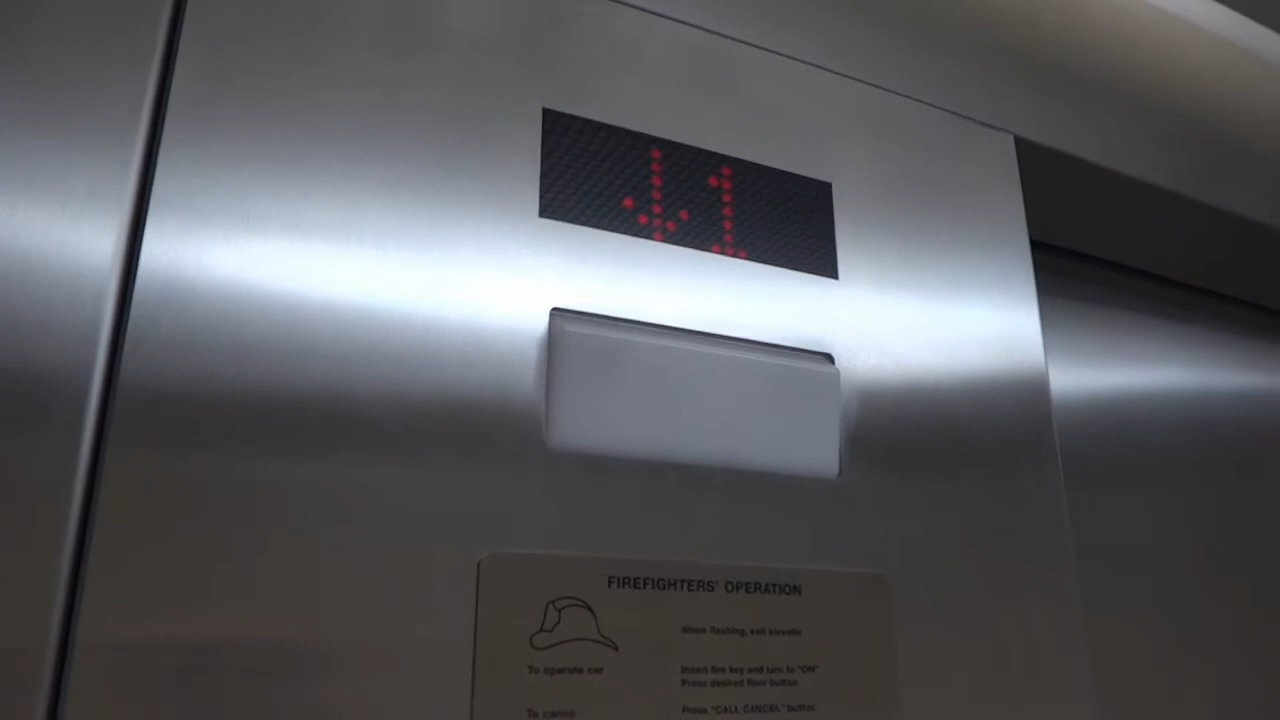 ↓1
FIREFIGHTERS' OPERATION
When flashing, exit elevator
To operate car
Insert fire key and turn to "ON"
Press desired floor button
To cancel
Press "CALL CANCEL" button